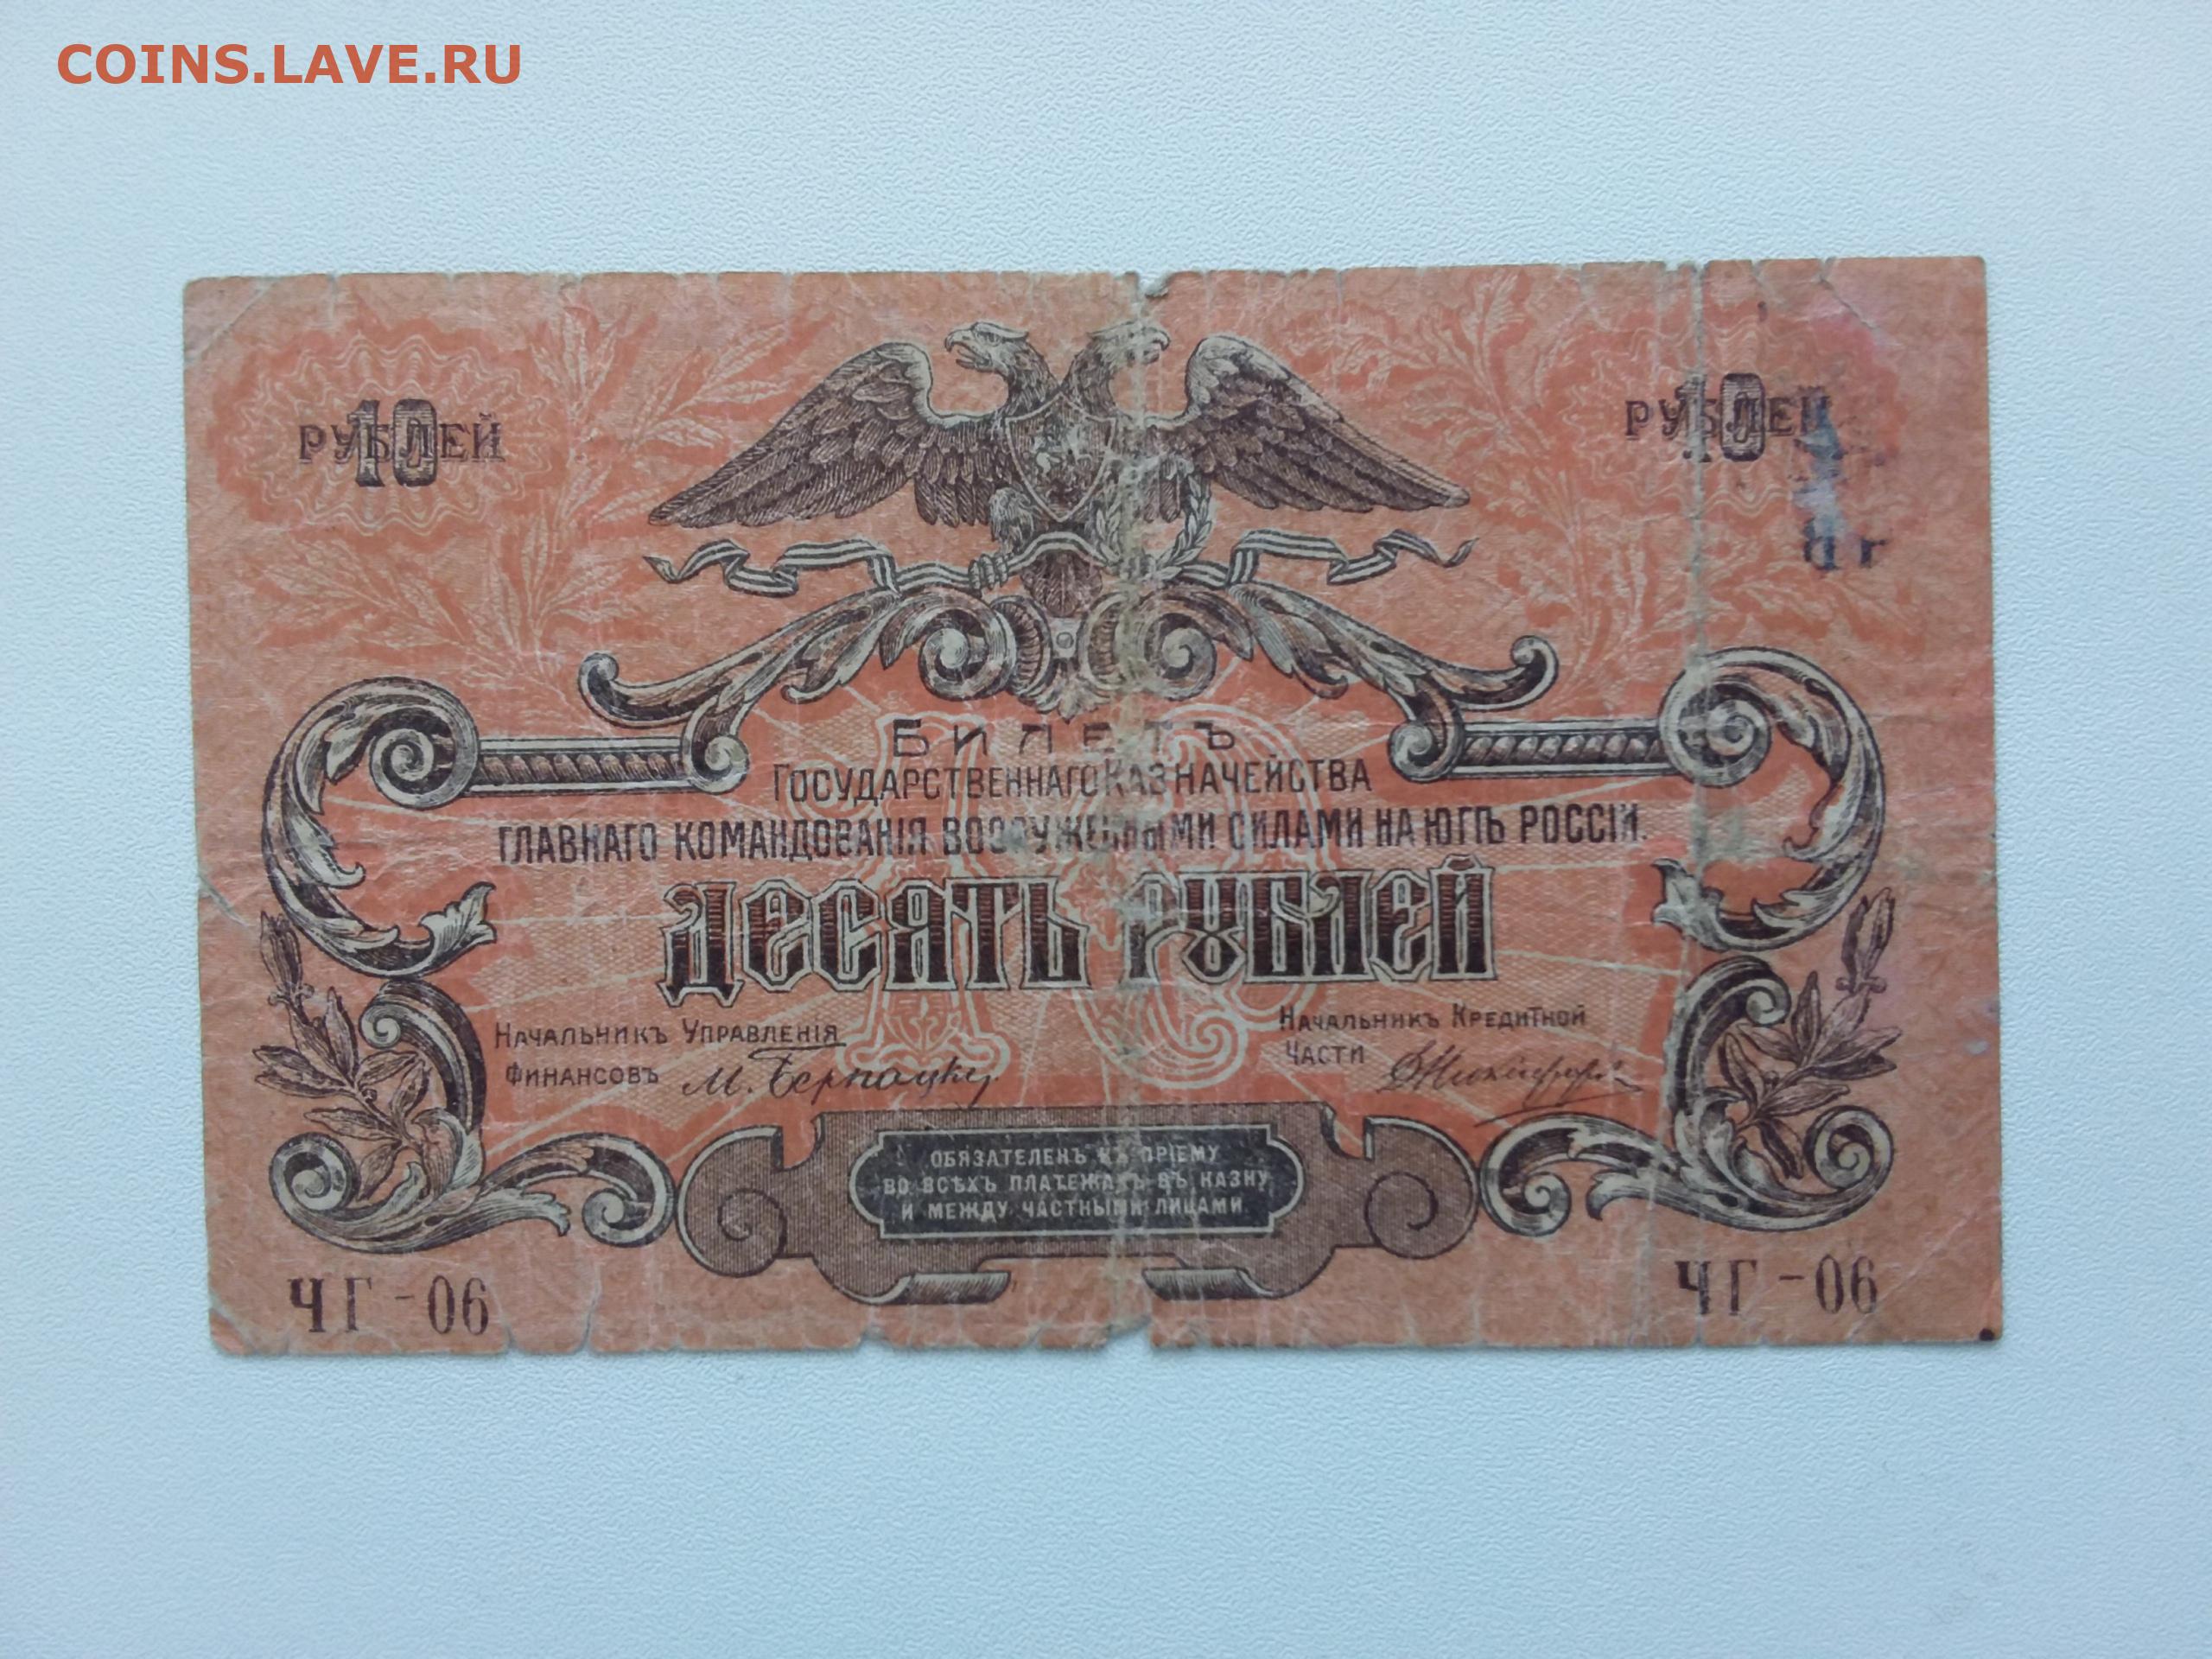 COINS.LAVE.RU
10 РУБЛЕЙ
10 РУБЛЕЙ
БИЛЕТЪ
ГОСУДАРСТВЕННАГО КАЗНАЧЕЙСТВА
ГЛАВНАГО КОМАНДОВАНІЯ ВООРУЖЕННЫМИ СИЛАМИ НА ЮГѢ РОССІИ.
ДЕСЯТЬ РУБЛЕЙ
НАЧАЛЬНИКЪ УПРАВЛЕНІЯ
ФИНАНСОВЪ М. Бернацкiй
НАЧАЛЬНИКЪ КРЕДИТНОЙ
ЧАСТИ
ОБЯЗАТЕЛЕНЪ КЪ ПРІЕМУ
ВО ВСѢХЪ ПЛАТЕЖАХЪ ВЪ КАЗНУ
И МЕЖДУ ЧАСТНЫМИ ЛИЦАМИ
ЧГ-06
ЧГ-06